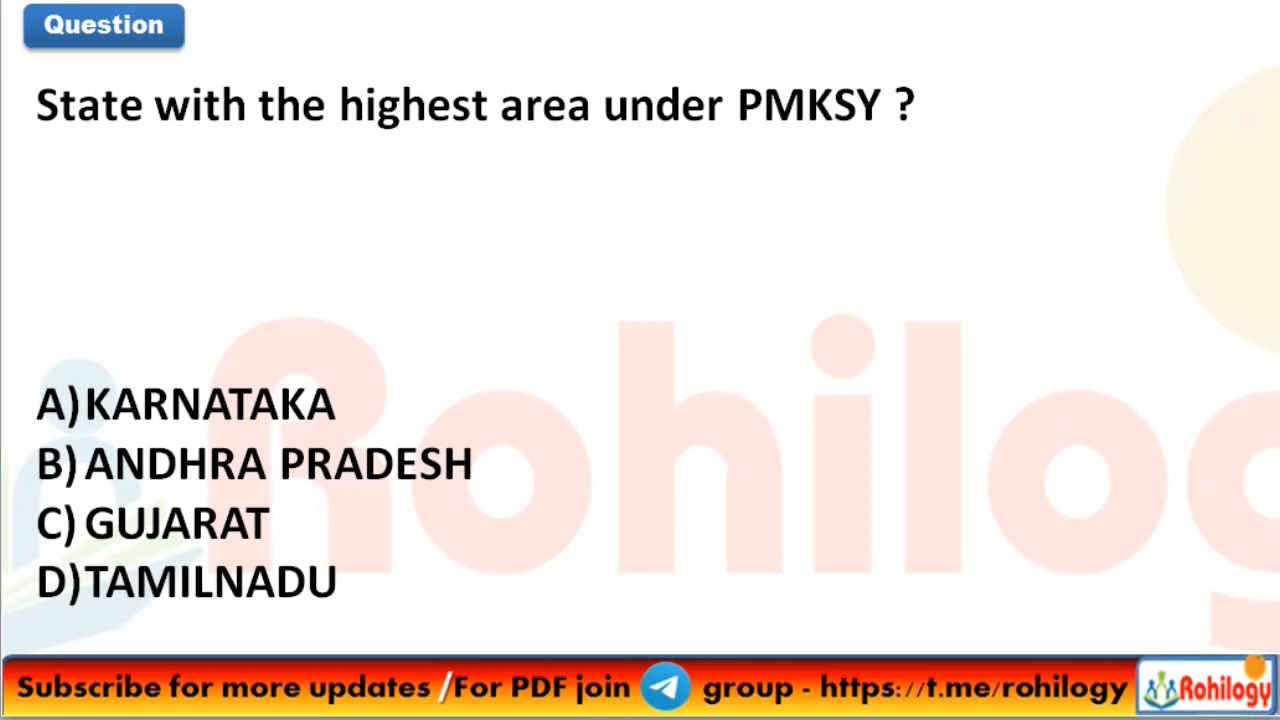 Question
State with the highest area under PMKSY ?
A) KARNATAKA
B) ANDHRA PRADESH
C) GUJARAT
D) TAMILNADU
Rohilog
Subscribe for more updates /For PDF join group - https://t.me/rohilogy
Rohilogy